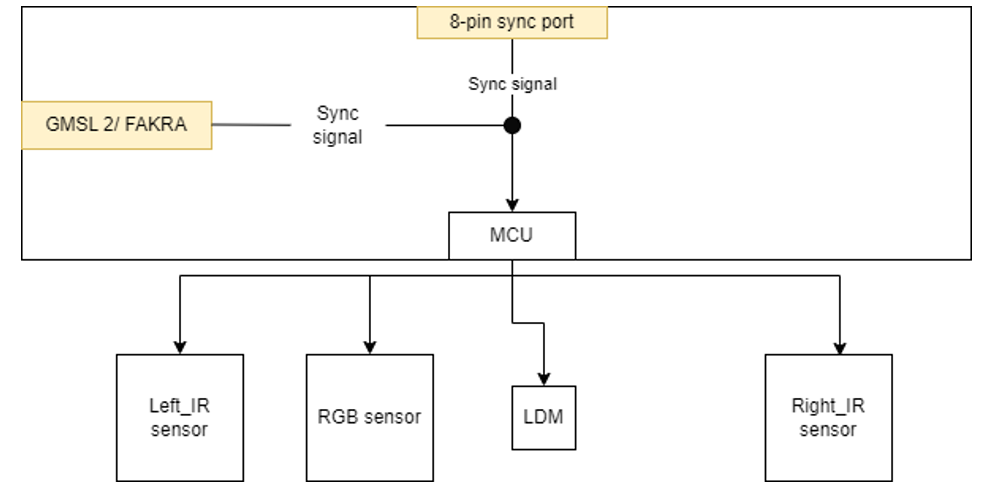 8-pin sync port
Sync signal
GMSL 2/ FAKRA
Sync
signal
MCU
Left_IR
sensor
RGB sensor
LDM
Right_IR
sensor